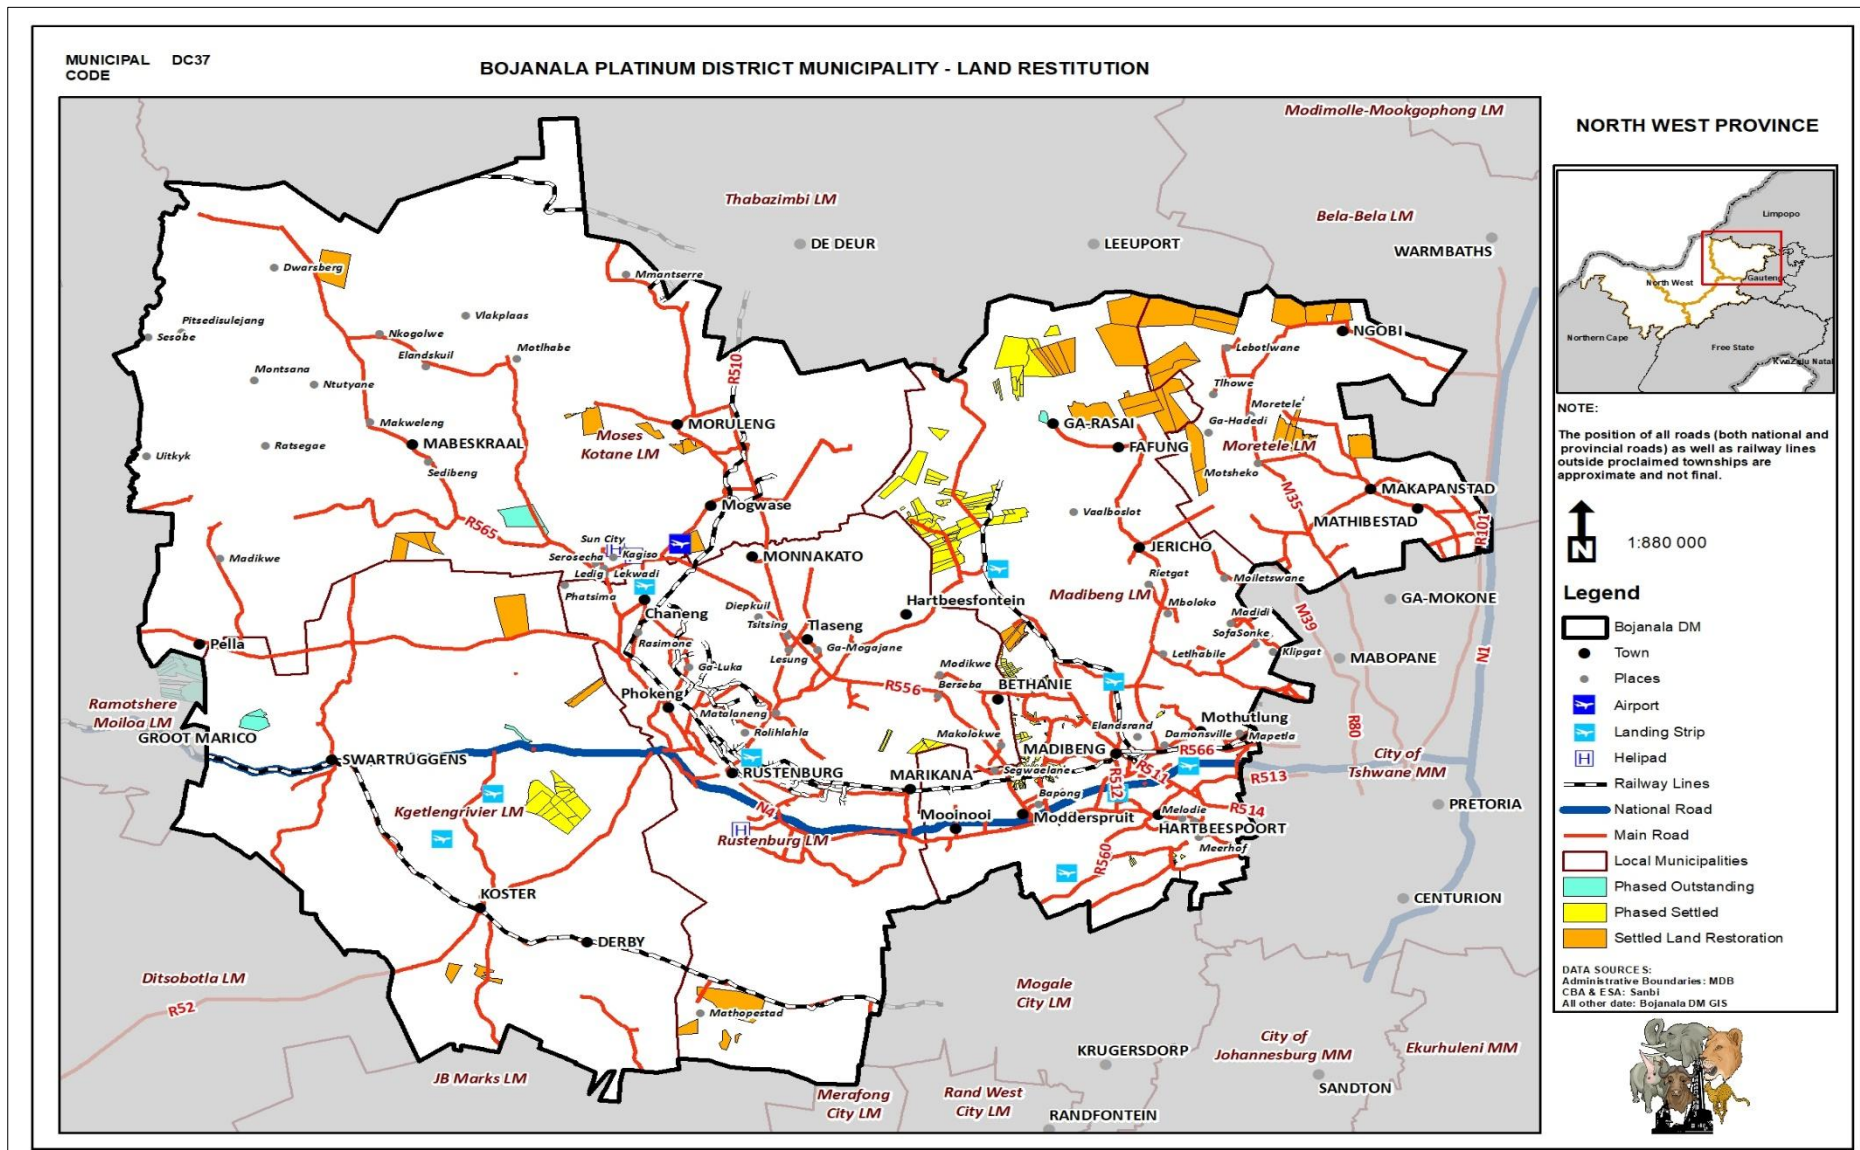 MUNICIPAL DC37
CODE
BOJANALA PLATINUM DISTRICT MUNICIPALITY - LAND RESTITUTION
Modimolle-Mookgophong LM
Thabazimbi LM
Bela-Bela LM
DE DEUR
LEEUPORT
WARMBATHS
Dwarsberg
Mmantserre
Pitsedisulejang
Sesobe
Vlakplaas
Nkogolwe
Elandskuil
Motlhabe
Montsana
Ntutyane
R510
NGOBI
Lebotlwane
Tlhowe
Moretele
Makweleng
MABESKRAAL
Ratsegae
Uitkyk
Sedibeng
MORULENG
Moses
Kotane LM
GA-RASAI
FAFUNG
Ga-Hadedi
Moretele LM
Motsheko
M35
MAKAPANSTAD
MATHIBESTAD
R101
Mogwase
R565
Vaalboslot
Sun City
Serosecha
Kagiso
Ledig
Lekwadi
Phatsima
Madikwe
MONNAKATO
JERICHO
Rietgat
Moiletswane
GA-MOKONE
Chaneng
Diepkuil
Tsitsing
Tlaseng
Hartbeesfontein
Madibeng LM
Mboloko
Madidi
SofaSonke
M39
N1
Pella
Rasimone
Lesung
Ga-Mogajane
Letlhabile
Klipgat
MABOPANE
Ga-Luka
Modikwe
Berseba
R556
BETHANIE
Phokeng
Matalaneng
Rolihlahla
Makolokwe
Elandsrand
Mothutlung
Damonsville
Mapetla
R80
Ramotshere
Moiloa LM
GROOT MARICO
SWARTRUGGENS
RUSTENBURG
MARIKANA
MADIBENG
Segwaelane
R566
R511
R512
R513
City of
Tshwane MM
Kgetlengrivier LM
N4
Rustenburg LM
Mooinooi
Bapong
Modderspruit
Melodie
R514
HARTBEESPOORT
Meerhof
R560
PRETORIA
KOSTER
DERBY
CENTURION
Ditsobotla LM
R52
Mathopestad
Mogale
City LM
City of
Johannesburg MM
Ekurhuleni MM
KRUGERSDORP
SANDTON
JB Marks LM
Merafong
City LM
Rand West
City LM
RANDFONTEIN
NORTH WEST PROVINCE
Limpopo
Gauteng
North West
Northern Cape
Free State
KwaZulu Natal
NOTE:
The position of all roads (both national and
provincial roads) as well as railway lines
outside proclaimed townships are
approximate and not final.
N
1:880 000
Legend
Bojanala DM
Town
Places
Airport
Landing Strip
H Helipad
Railway Lines
National Road
Main Road
Local Municipalities
Phased Outstanding
Phased Settled
Settled Land Restoration
DATA SOURCES:
Administrative Boundaries: MDB
CBA & ESA: Sanbi
All other date: Bojanala DM GIS